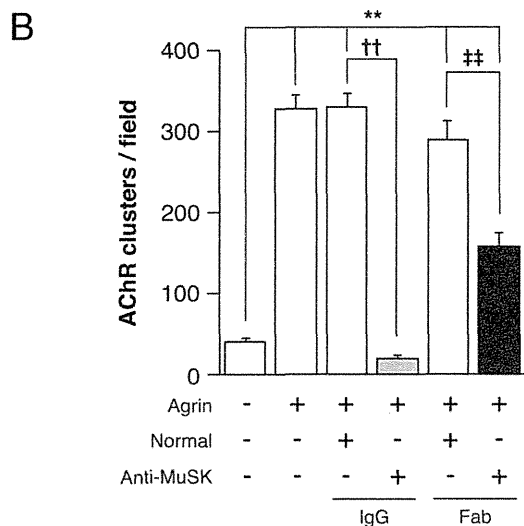 B
**
††
‡‡
AChR clusters / field
400
300
200
100
0
Agrin - + + + + +
Normal - - + - + -
Anti-MuSK - - - + - +
IgG Fab